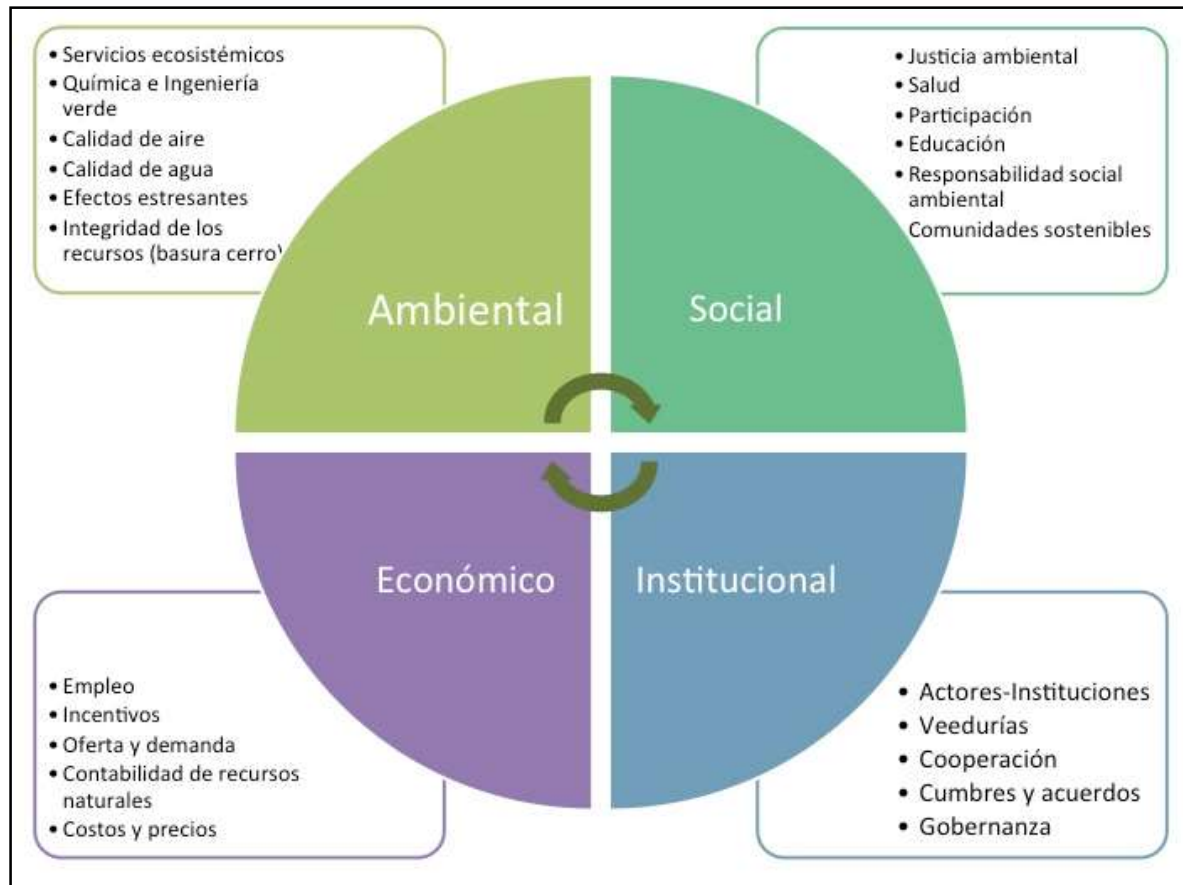 • Servicios ecosistémicos
• Química e Ingeniería
verde
• Calidad de aire
• Calidad de agua
• Efectos estresantes
• Integridad de los
recursos (basura cerro)
• Justicia ambiental
• Salud
• Participación
• Educación
• Responsabilidad social
ambiental
Comunidades sostenibles
Ambiental
Social
Económico
Institucional
• Empleo
• Incentivos
• Oferta y demanda
• Contabilidad de recursos
naturales
• Costos y precios
• Actores-Instituciones
• Veedurías
• Cooperación
• Cumbres y acuerdos
• Gobernanza